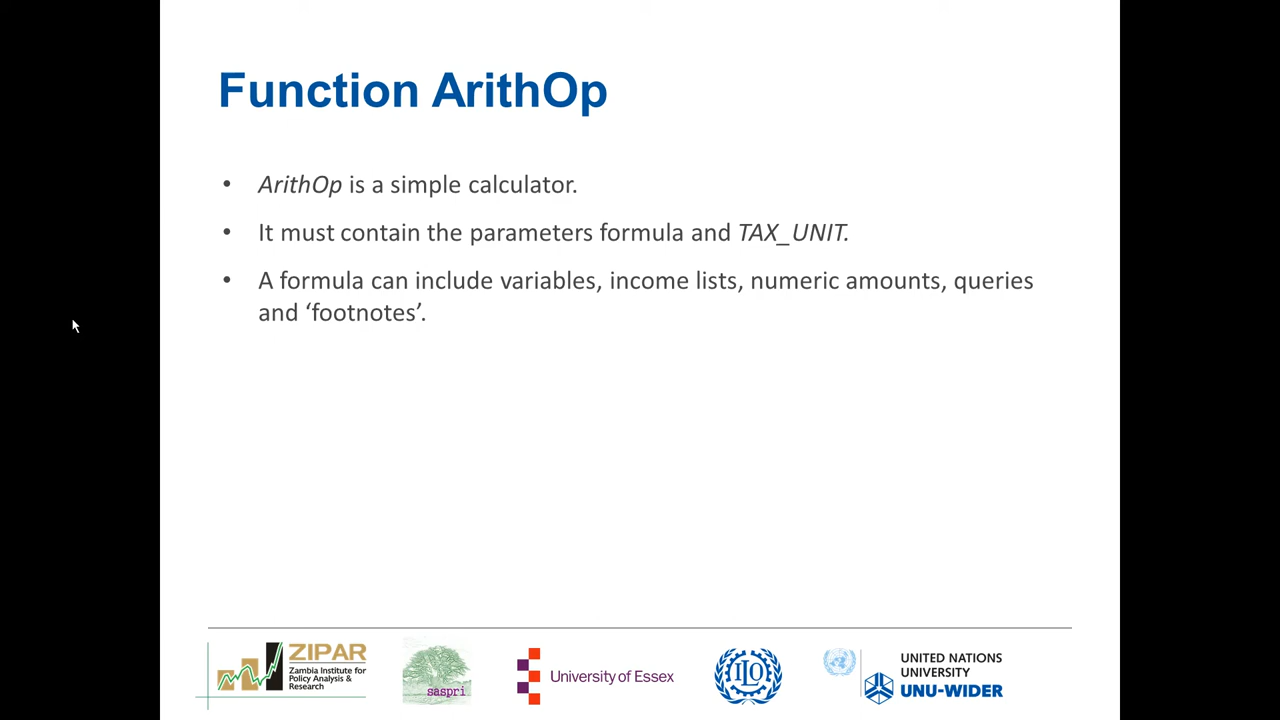 Function ArithOp
• ArithOp is a simple calculator.
• It must contain the parameters formula and TAX_UNIT.
• A formula can include variables, income lists, numeric amounts, queries
and ‘footnotes’.
ZIPAR
Zambia Institute for
Policy Analysis &
Research
saspri
University of Essex
ILO
UNITED NATIONS
UNIVERSITY
UNU-WIDER